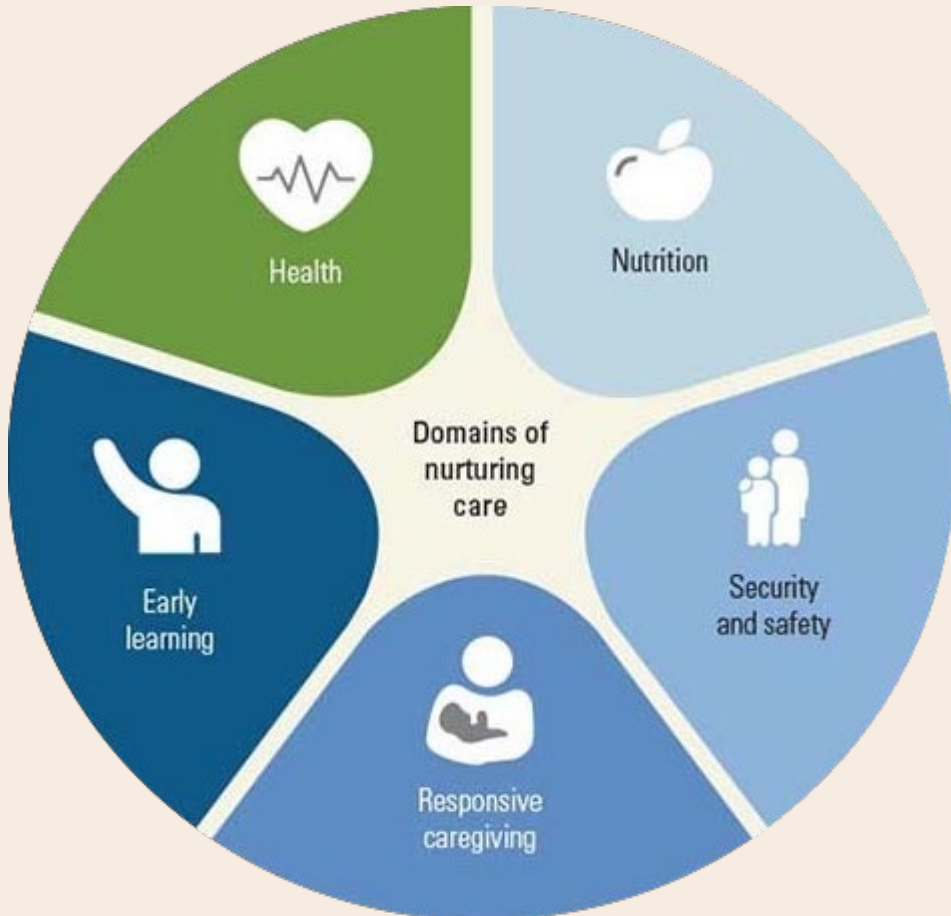 Health
Nutrition
Domains of
nurturing
care
Early
learning
Security
and safety
Responsive
caregiving